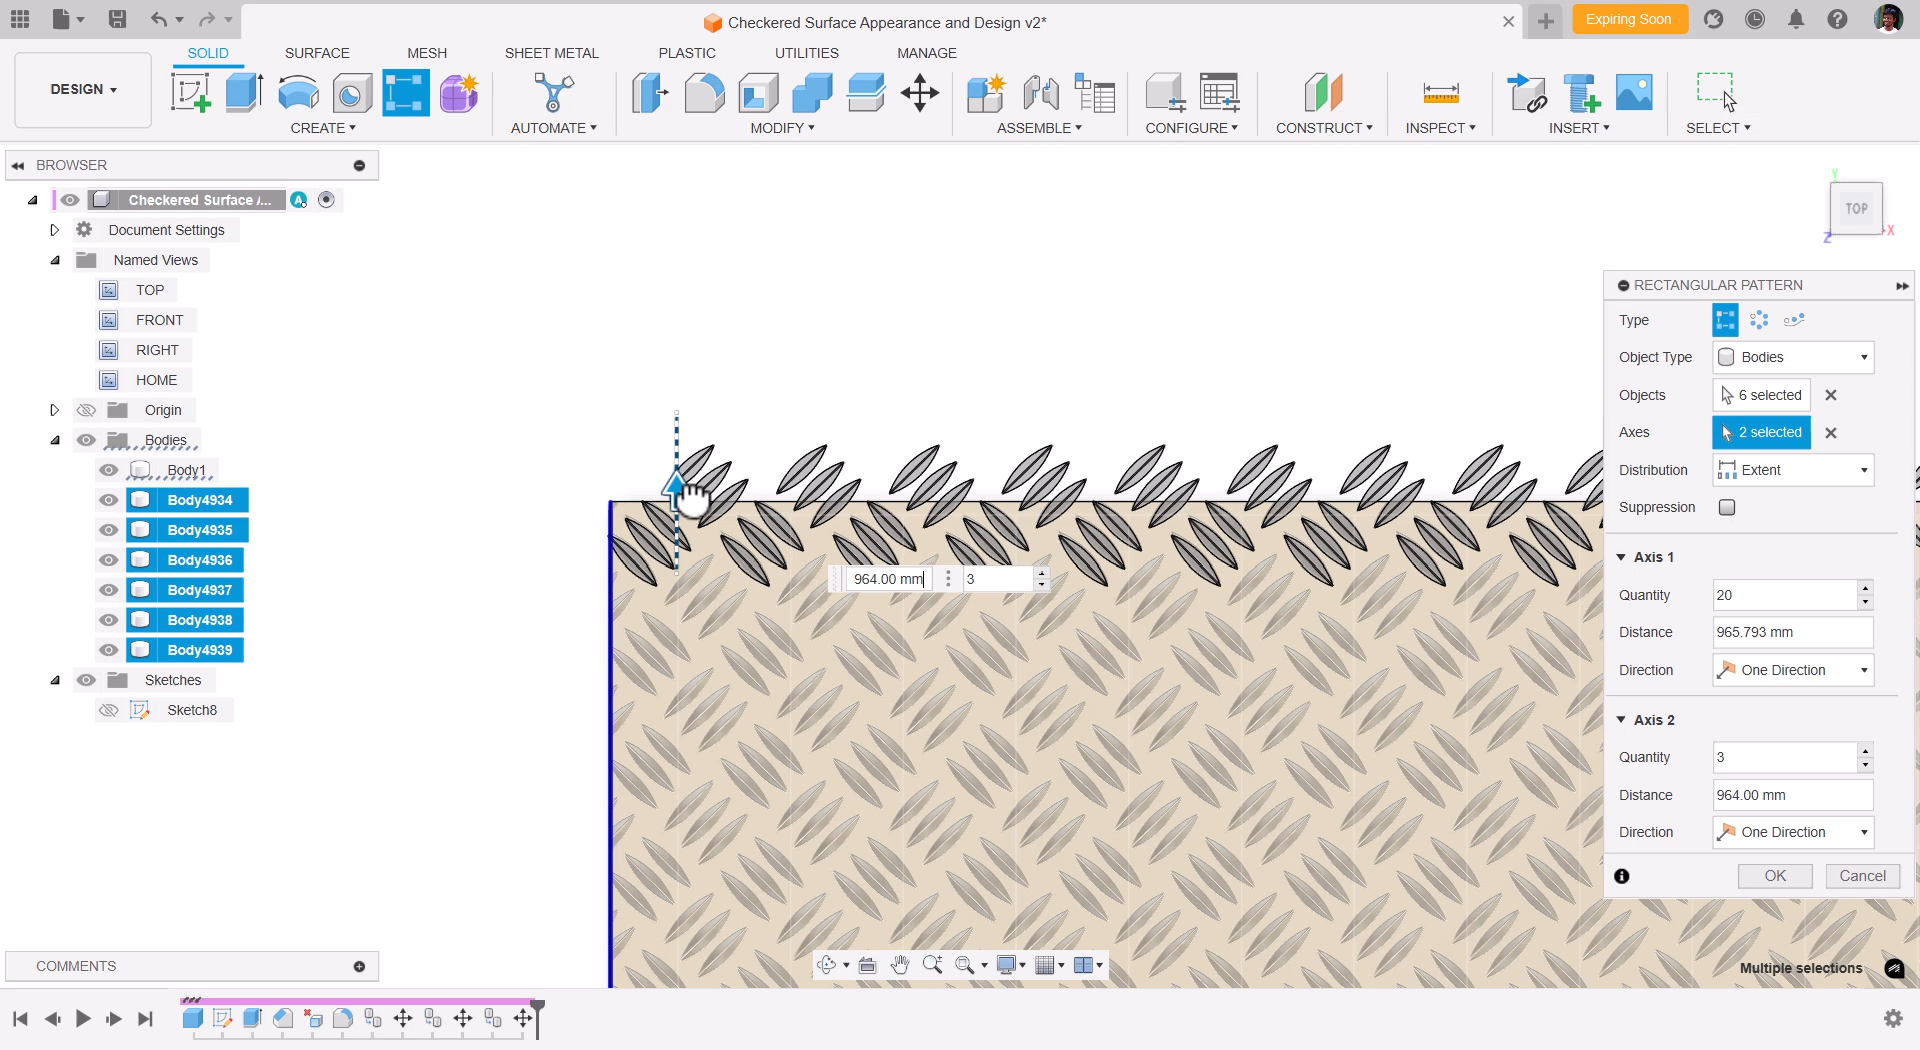 Checkered Surface Appearance and Design v2*
Expiring Soon
DESIGN
SOLID
SURFACE
MESH
SHEET METAL
PLASTIC
UTILITIES
MANAGE
CREATE
AUTOMATE
MODIFY
ASSEMBLE
CONFIGURE
CONSTRUCT
INSPECT
INSERT
SELECT
BROWSER
Checkered Surface /...
A
Document Settings
Named Views
TOP
FRONT
RIGHT
HOME
Origin
Bodies
Body1
Body4934
Body4935
Body4936
Body4937
Body4938
Body4939
Sketches
Sketch8
Y
TOP
Z
X
964.00 mm
3
RECTANGULAR PATTERN
Type
Object Type Bodies
Objects 6 selected
Axes 2 selected
Distribution Extent
Suppression
Axis 1
Quantity 20
Distance 965.793 mm
Direction One Direction
Axis 2
Quantity 3
Distance 964.00 mm
Direction One Direction
OK Cancel
Multiple selections
COMMENTS